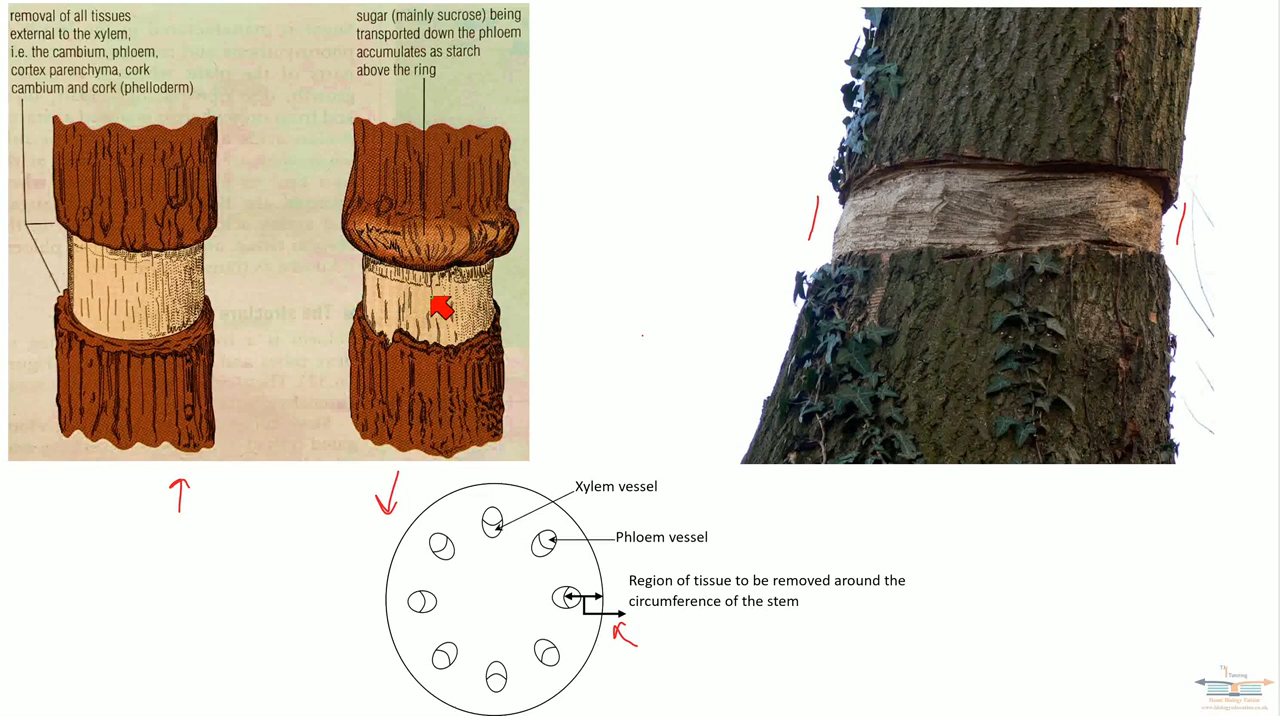 removal of all tissues
external to the xylem,
i.e. the cambium, phloem,
cortex parenchyma, cork
cambium and cork (phelloderm)
sugar (mainly sucrose) being
transported down the phloem
accumulates as starch
above the ring
Xylem vessel
Phloem vessel
Region of tissue to be removed around the
circumference of the stem